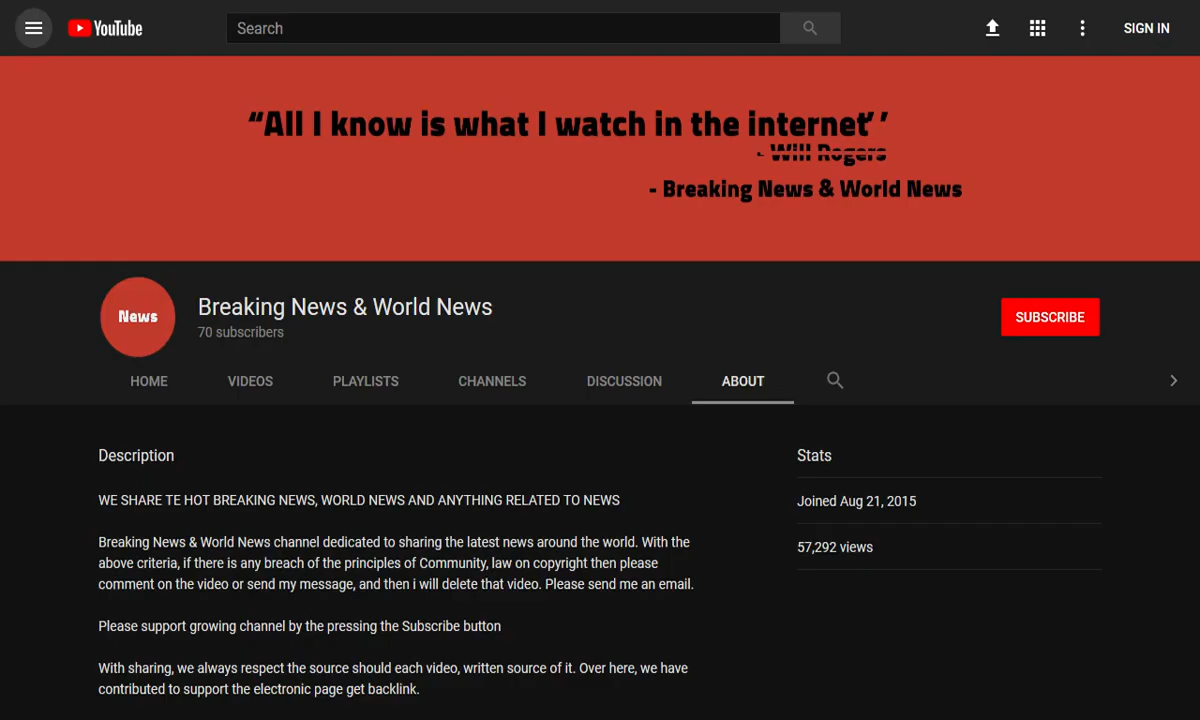 YouTube
Search
SIGN IN
“All I know is what I watch in the internet’’
- Will Rogers
- Breaking News & World News
News
Breaking News & World News
70 subscribers
SUBSCRIBE
HOME VIDEOS PLAYLISTS CHANNELS DISCUSSION ABOUT
Description
WE SHARE TE HOT BREAKING NEWS, WORLD NEWS AND ANYTHING RELATED TO NEWS
Breaking News & World News channel dedicated to sharing the latest news around the world. With the
above criteria, if there is any breach of the principles of Community, law on copyright then please
comment on the video or send my message, and then i will delete that video. Please send me an email.
Please support growing channel by the pressing the Subscribe button
With sharing, we always respect the source should each video, written source of it. Over here, we have
contributed to support the electronic page get backlink.
Stats
Joined Aug 21, 2015
57,292 views